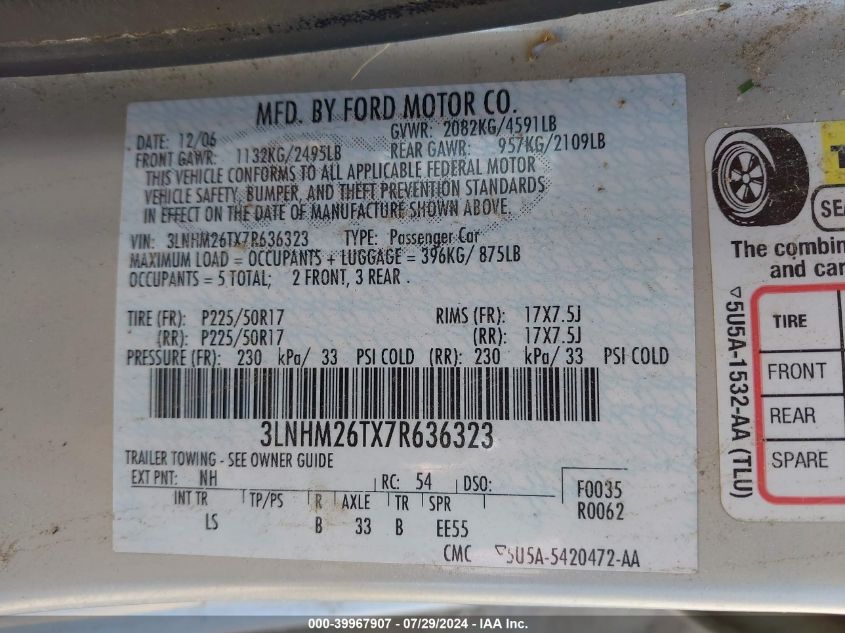 MFD. BY FORD MOTOR CO.
DATE: 12/06 GVWR: 2082KG/4591LB
FRONT GAWR: 1132KG/2495LB REAR GAWR: 957KG/2109LB
THIS VEHICLE CONFORMS TO ALL APPLICABLE FEDERAL MOTOR
VEHICLE SAFETY, BUMPER, AND THEFT PREVENTION STANDARDS
IN EFFECT ON THE DATE OF MANUFACTURE SHOWN ABOVE.
VIN: 3LNHM26TX7R636323 TYPE: Passenger Car
MAXIMUM LOAD = OCCUPANTS + LUGGAGE = 396KG/ 875LB
OCCUPANTS = 5 TOTAL; 2 FRONT, 3 REAR .
TIRE (FR): P225/50R17 RIMS (FR): 17X7.5J
(RR): P225/50R17 (RR): 17X7.5J
PRESSURE (FR): 230 kPa/ 33 PSI COLD (RR): 230 kPa/ 33 PSI COLD
3LNHM26TX7R636323
TRAILER TOWING - SEE OWNER GUIDE
EXT PNT: NH RC: 54 DSO: F0035
INT TR TP/PS R AXLE TR SPR R0062
LS B 33 B EE55
CMC 5U5A-5420472-AA
The combin
and car
TIRE
FRONT
REAR
SPARE
5U5A-1532-AA (TLU)
000-39967907 - 07/29/2024 - IAA Inc.